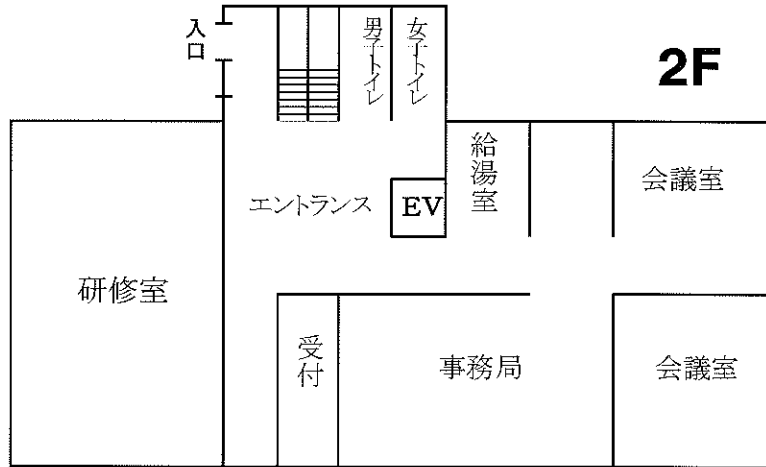 入口
男子トイレ
女子トイレ
2F
給湯室
会議室
エントランス
EV
研修室
受付
事務局
会議室